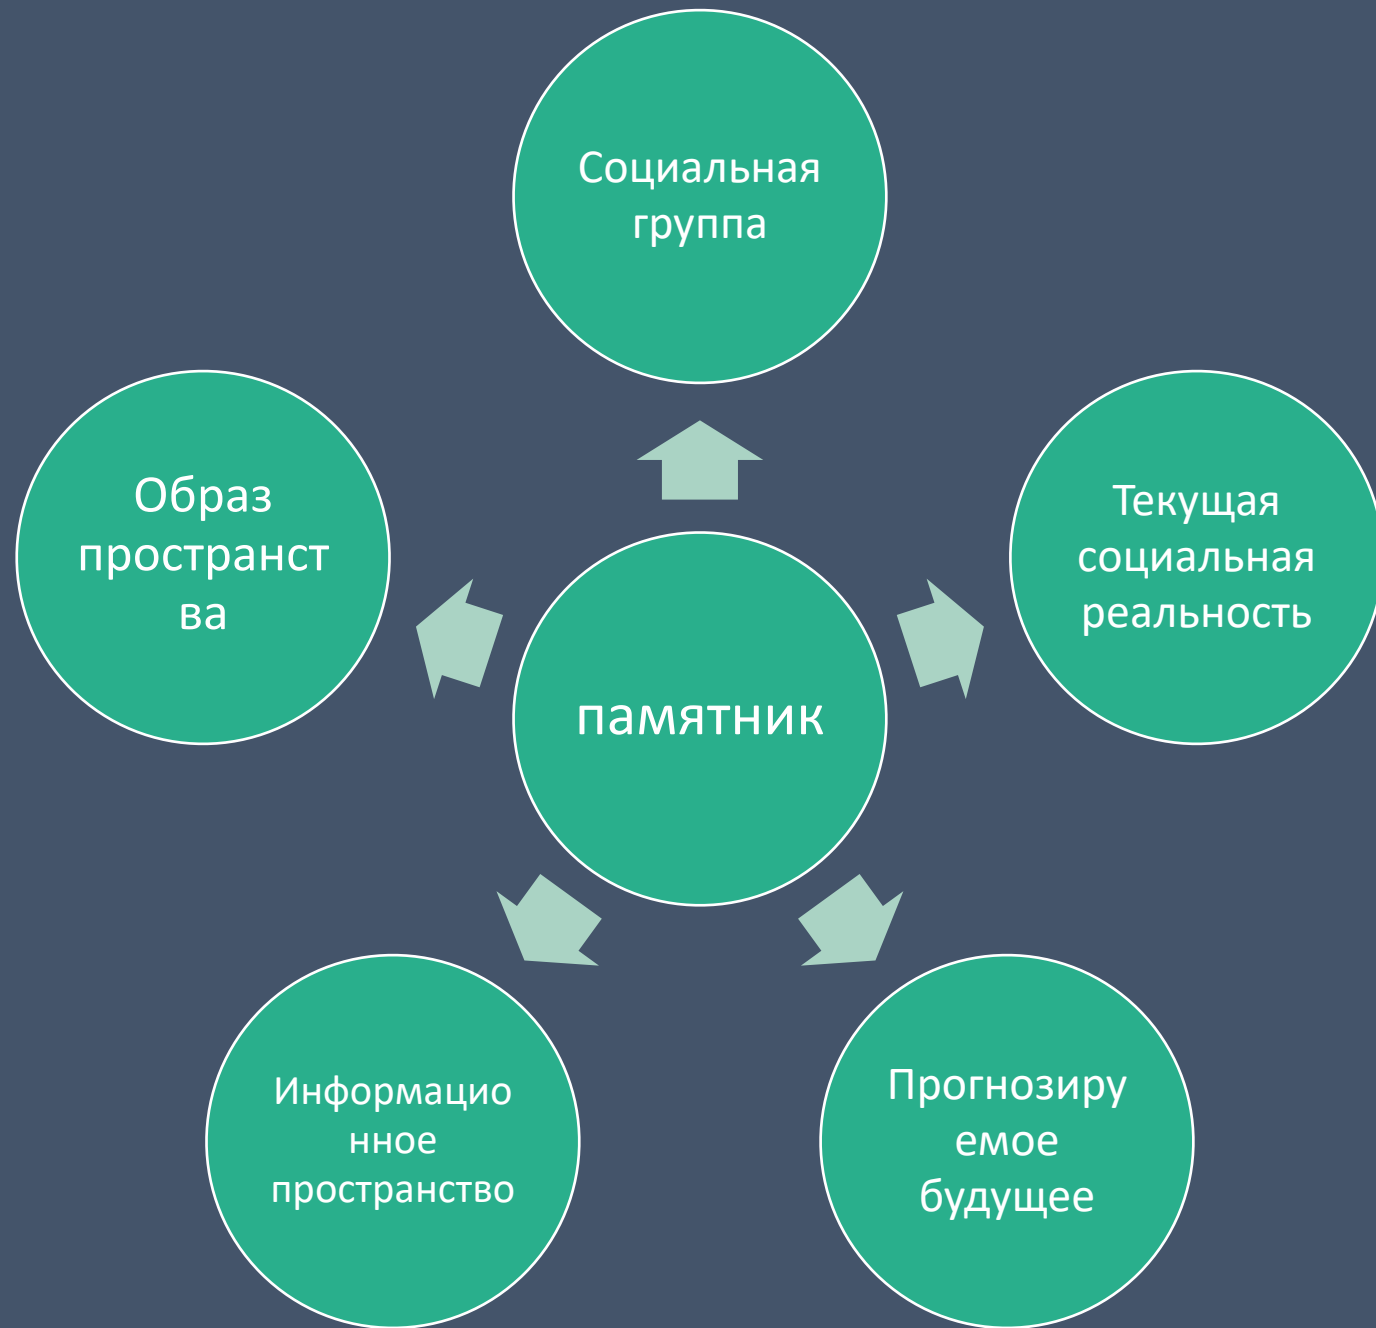 Социальная
группа
Образ
пространст
ва
Текущая
социальная
реальность
памятник
Информацио
нное
пространство
Прогнозиру
емое
будущее